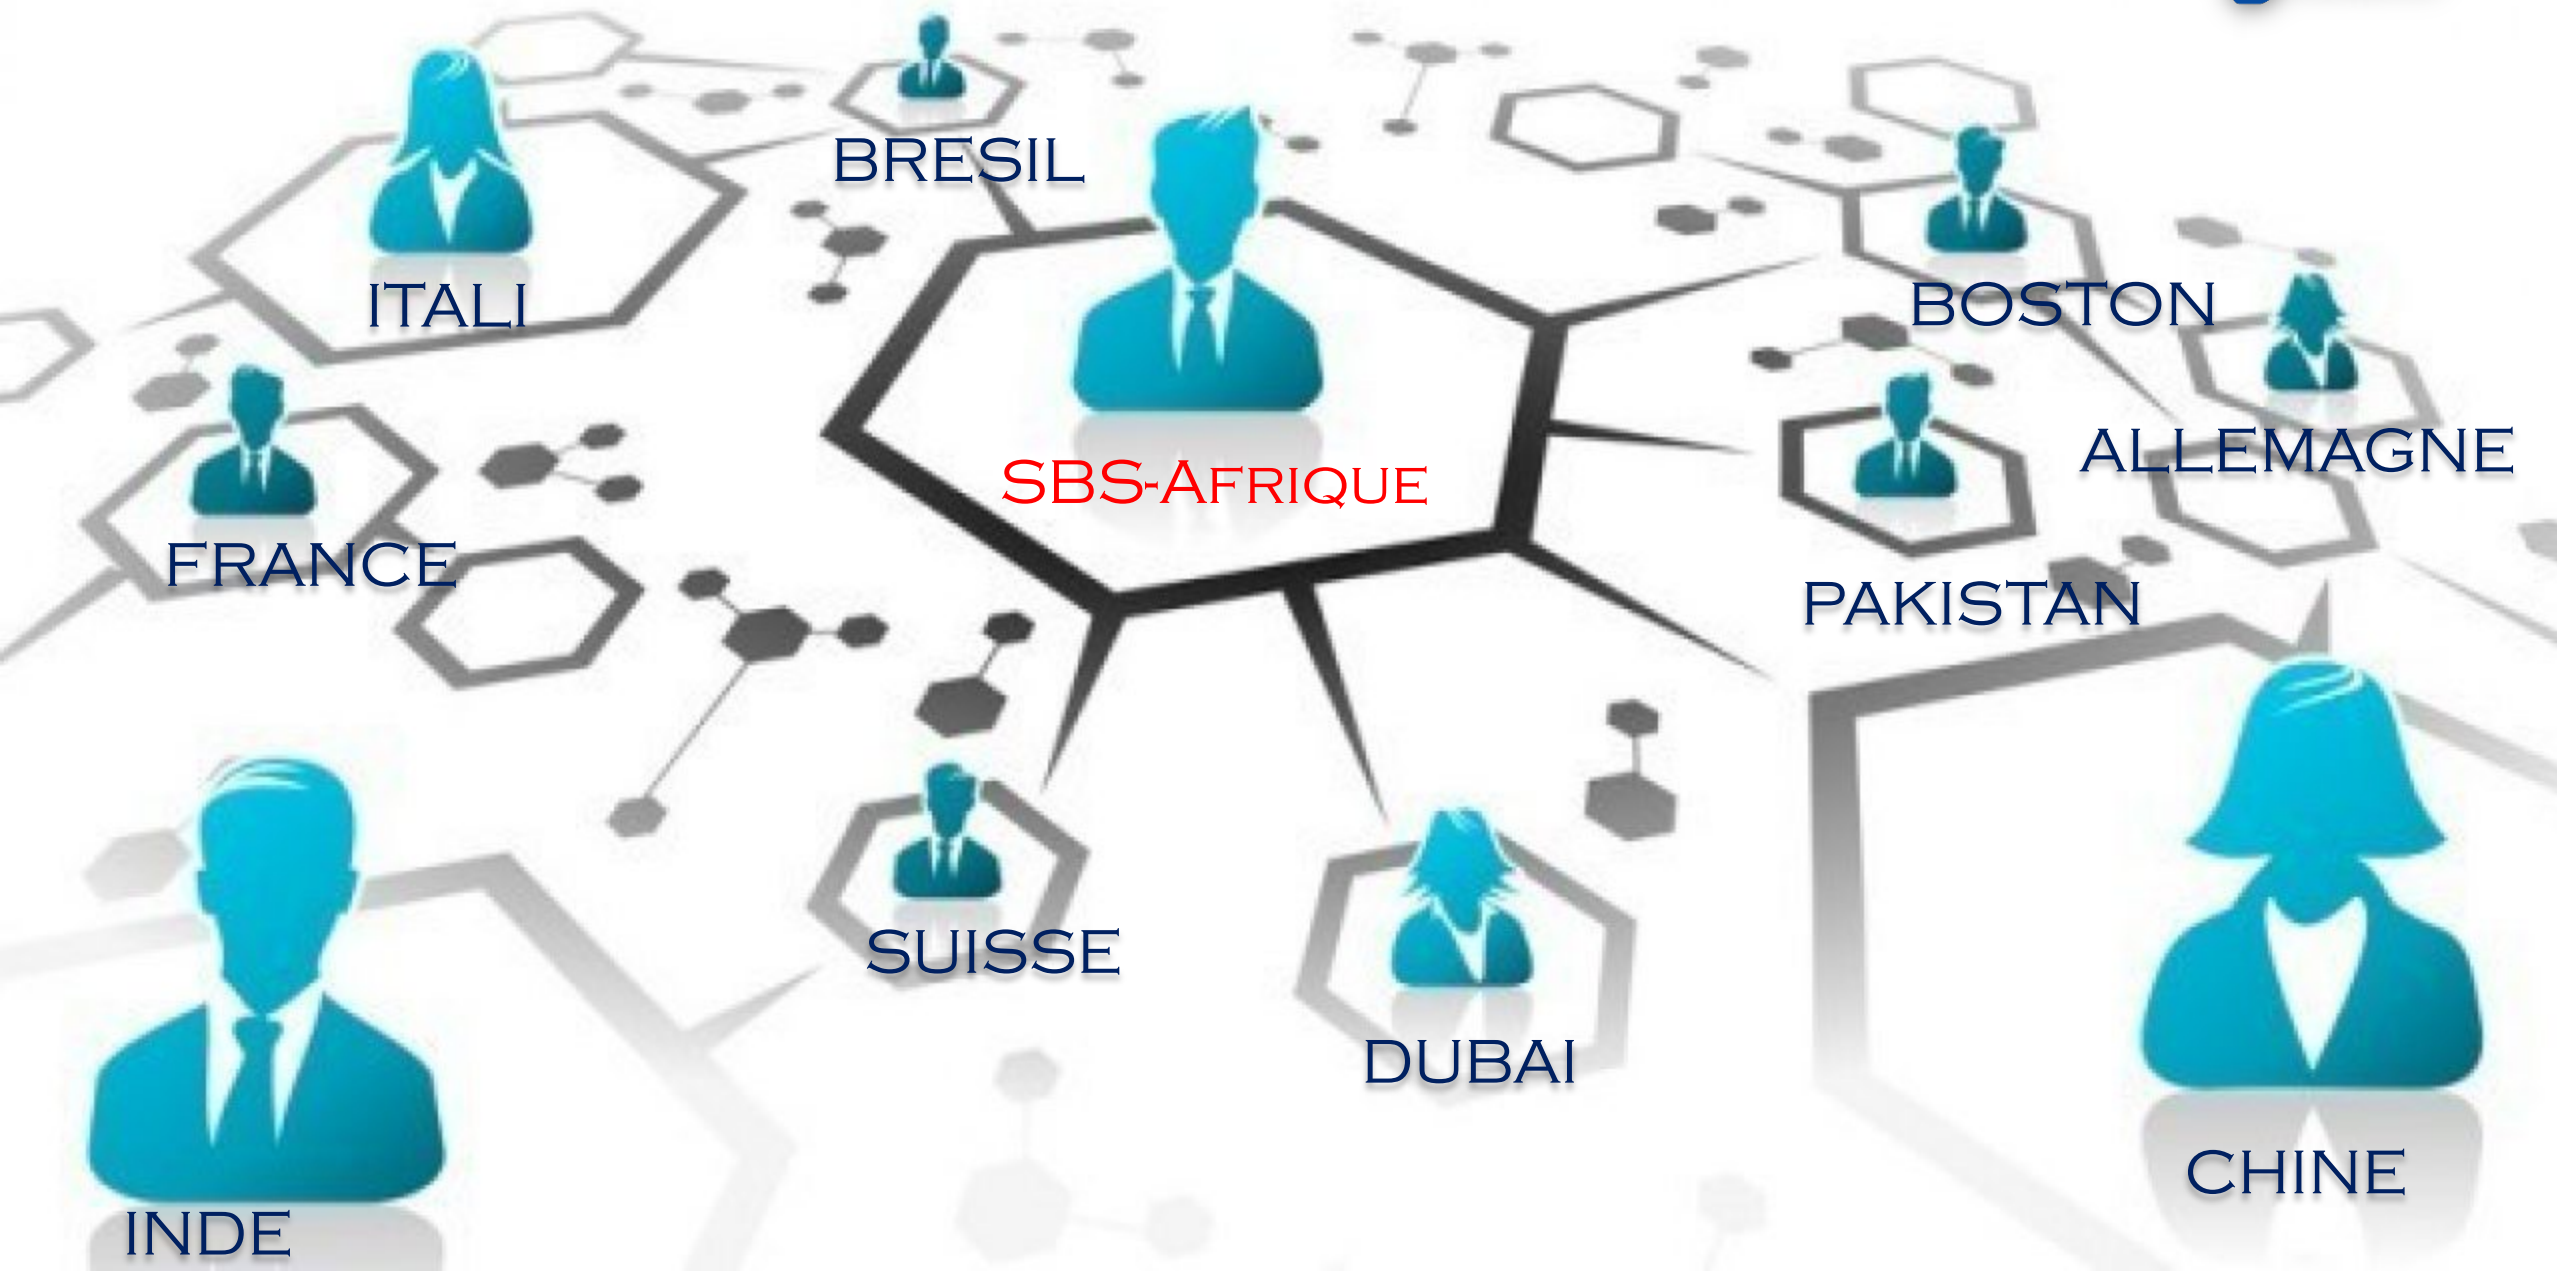 BRESIL
ITALI
BOSTON
ALLEMAGNE
SBS-AFRIQUE
FRANCE
PAKISTAN
SUISSE
DUBAI
CHINE
INDE